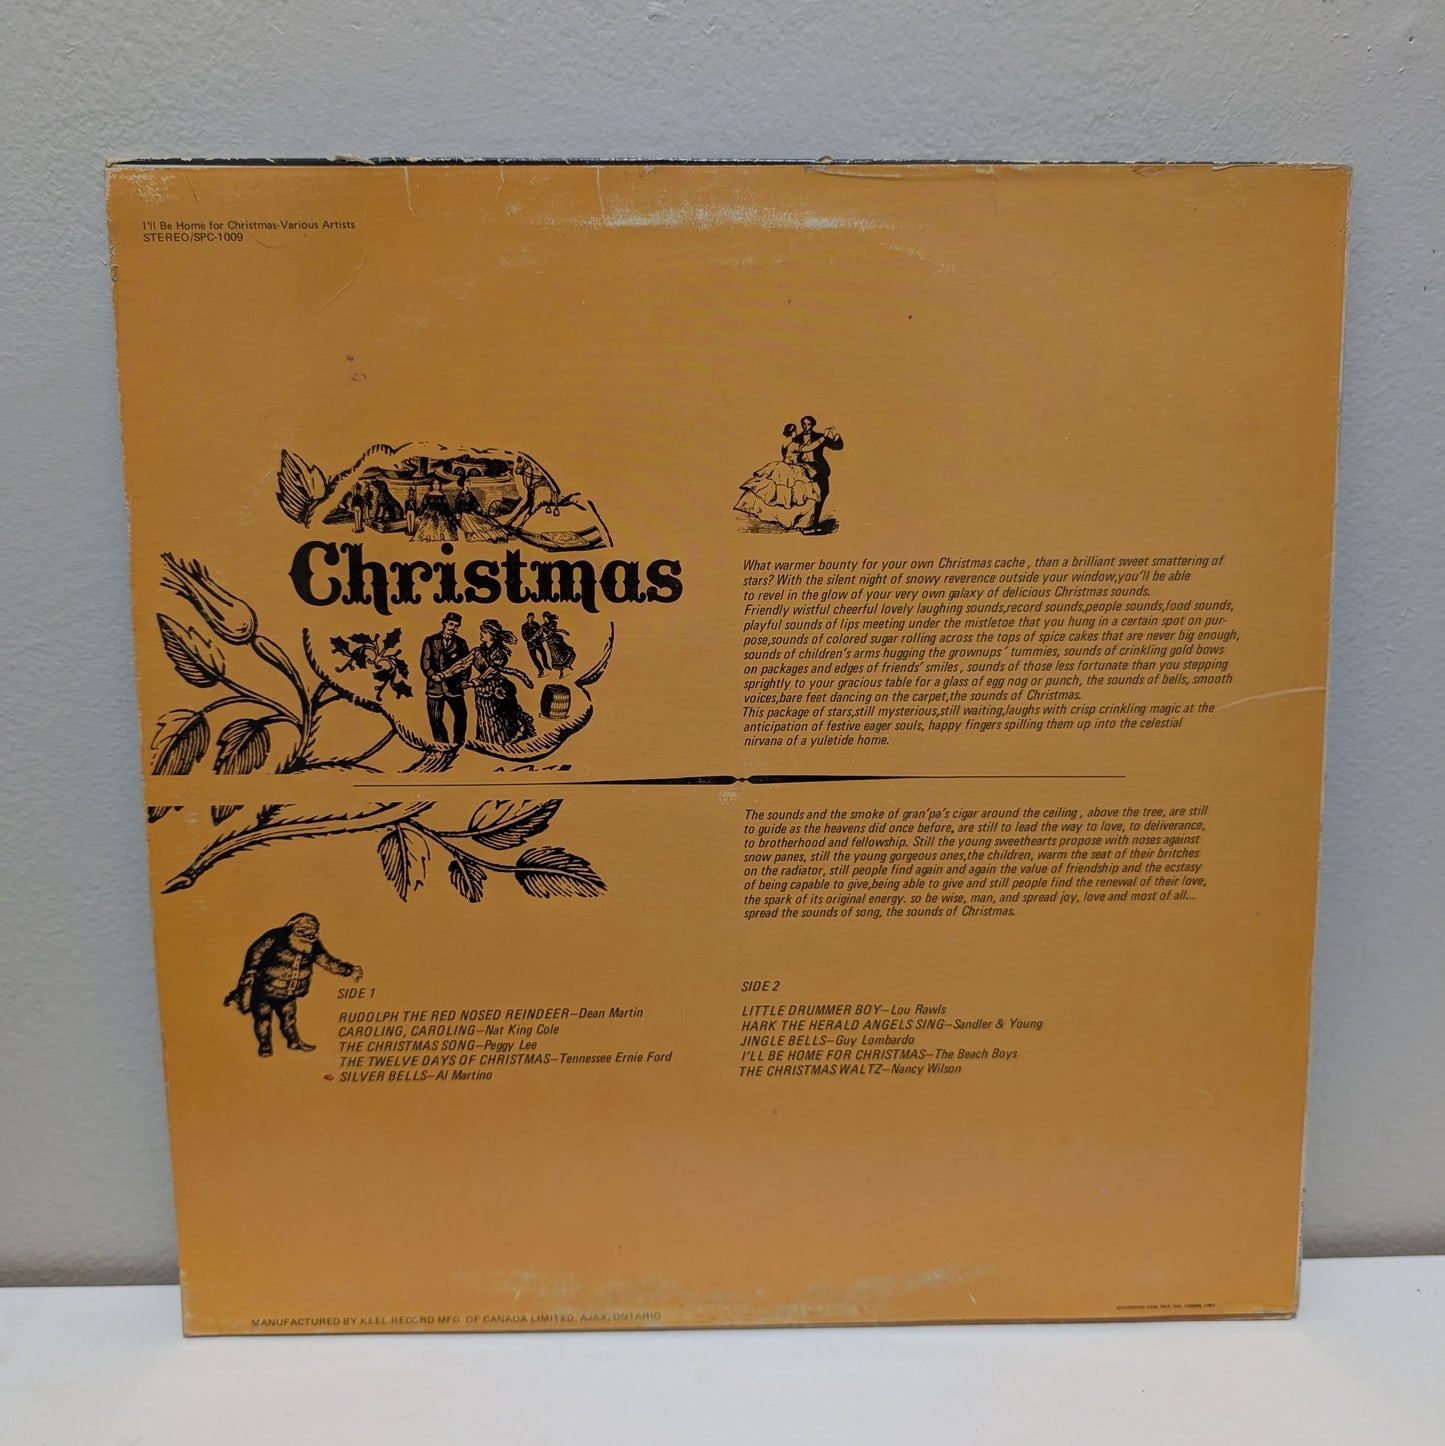 I'll Be Home for Christmas-Various Artists
STEREO/SPC-1009
Christmas
What warmer bounty for your own Christmas cache , than a brilliant sweet smattering of
stars? With the silent night of snowy reverence outside your window,you'll be able
to revel in the glow of your very own galaxy of delicious Christmas sounds.
Friendly wistful cheerful lovely laughing sounds,record sounds,people sounds,food sounds,
playful sounds of lips meeting under the mistletoe that you hung in a certain spot on pur-
pose,sounds of colored sugar rolling across the tops of spice cakes that are never big enough,
sounds of children's arms hugging the grownups ' tummies, sounds of crinkling gold bows
on packages and edges of friends' smiles , sounds of those less fortunate than you stepping
sprightly to your gracious table for a glass of egg nog or punch, the sounds of bells, smooth
voices,bare feet dancing on the carpet,the sounds of Christmas.
This package of stars,still mysterious,still waiting,laughs with crisp crinkling magic at the
anticipation of festive eager souls, happy fingers spilling them up into the celestial
nirvana of a yuletide home.
The sounds and the smoke of gran'pa's cigar around the ceiling , above the tree, are still
to guide as the heavens did once before, are still to lead the way to love, to deliverance,
to brotherhood and fellowship. Still the young sweethearts propose with noses against
snow panes, still the young gorgeous ones,the children, warm the seat of their britches
on the radiator, still people find again and again the value of friendship and the ecstasy
of being capable to give,being able to give and still people find the renewal of their love,
the spark of its original energy. so be wise, man, and spread joy, love and most of all...
spread the sounds of song, the sounds of Christmas.
SIDE 1
RUDOLPH THE RED NOSED REINDEER—Dean Martin
CAROLING, CAROLING—Nat King Cole
THE CHRISTMAS SONG—Peggy Lee
THE TWELVE DAYS OF CHRISTMAS—Tennessee Ernie Ford
SILVER BELLS—Al Martino
SIDE 2
LITTLE DRUMMER BOY—Lou Rawls
HARK THE HERALD ANGELS SING—Sandler & Young
JINGLE BELLS—Guy Lombardo
I'LL BE HOME FOR CHRISTMAS—The Beach Boys
THE CHRISTMAS WALTZ—Nancy Wilson
MANUFACTURED BY KEEL RECORD MFG OF CANADA LIMITED, AJAX, ONTARIO